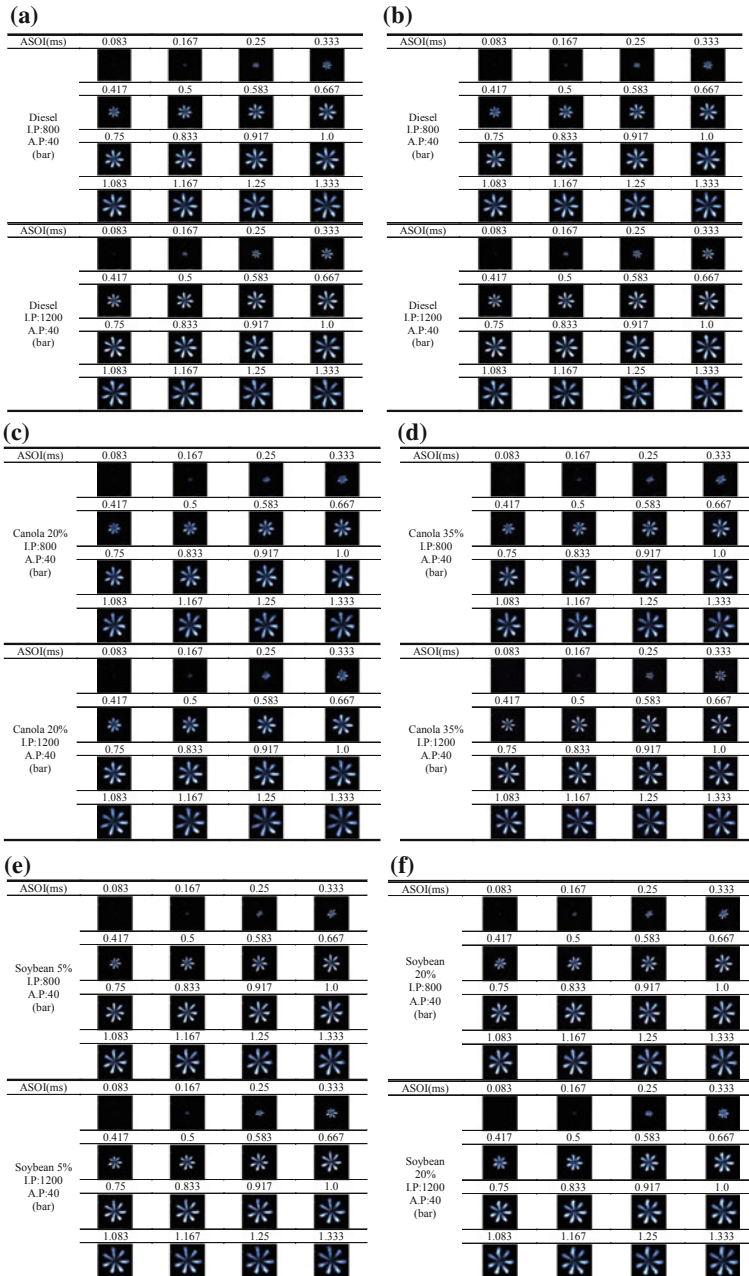 (a)
ASOI(ms) 0.083 0.167 0.25 0.333
0.417 0.5 0.583 0.667
Diesel
I.P:800
A.P:40
(bar)
0.75 0.833 0.917 1.0
1.083 1.167 1.25 1.333
ASOI(ms) 0.083 0.167 0.25 0.333
0.417 0.5 0.583 0.667
Diesel
I.P:1200
A.P:40
(bar)
0.75 0.833 0.917 1.0
1.083 1.167 1.25 1.333
(b)
ASOI(ms) 0.083 0.167 0.25 0.333
0.417 0.5 0.583 0.667
Diesel
I.P:800
A.P:40
(bar)
0.75 0.833 0.917 1.0
1.083 1.167 1.25 1.333
ASOI(ms) 0.083 0.167 0.25 0.333
0.417 0.5 0.583 0.667
Diesel
I.P:1200
A.P:40
(bar)
0.75 0.833 0.917 1.0
1.083 1.167 1.25 1.333
(c)
ASOI(ms) 0.083 0.167 0.25 0.333
0.417 0.5 0.583 0.667
Canola 20%
I.P:800
A.P:40
(bar)
0.75 0.833 0.917 1.0
1.083 1.167 1.25 1.333
ASOI(ms) 0.083 0.167 0.25 0.333
0.417 0.5 0.583 0.667
Canola 20%
I.P:1200
A.P:40
(bar)
0.75 0.833 0.917 1.0
1.083 1.167 1.25 1.333
(d)
ASOI(ms) 0.083 0.167 0.25 0.333
0.417 0.5 0.583 0.667
Canola 35%
I.P:800
A.P:40
(bar)
0.75 0.833 0.917 1.0
1.083 1.167 1.25 1.333
ASOI(ms) 0.083 0.167 0.25 0.333
0.417 0.5 0.583 0.667
Canola 35%
I.P:1200
A.P:40
(bar)
0.75 0.833 0.917 1.0
1.083 1.167 1.25 1.333
(e)
ASOI(ms) 0.083 0.167 0.25 0.333
0.417 0.5 0.583 0.667
Soybean 5%
I.P:800
A.P:40
(bar)
0.75 0.833 0.917 1.0
1.083 1.167 1.25 1.333
ASOI(ms) 0.083 0.167 0.25 0.333
0.417 0.5 0.583 0.667
Soybean 5%
I.P:1200
A.P:40
(bar)
0.75 0.833 0.917 1.0
1.083 1.167 1.25 1.333
(f)
ASOI(ms) 0.083 0.167 0.25 0.333
0.417 0.5 0.583 0.667
Soybean
20%
I.P:800
A.P:40
(bar)
0.75 0.833 0.917 1.0
1.083 1.167 1.25 1.333
ASOI(ms) 0.083 0.167 0.25 0.333
0.417 0.5 0.583 0.667
Soybean
20%
I.P:1200
A.P:40
(bar)
0.75 0.833 0.917 1.0
1.083 1.167 1.25 1.333